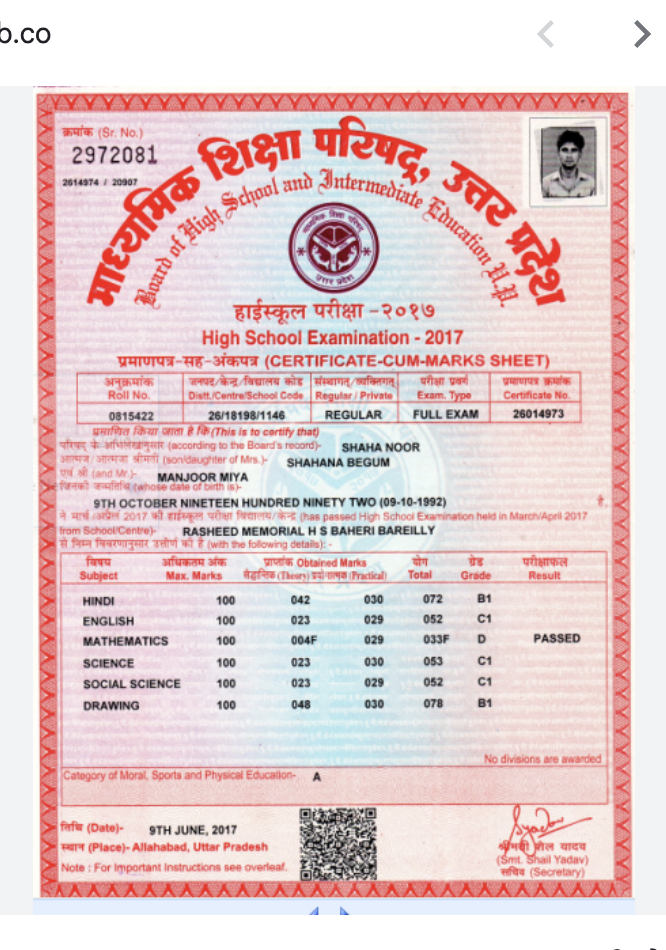 b.co
क्रमांक (Sr. No.)
2972081
2614974 / 20907
माध्यमिक शिक्षा परिषद्, उत्तर प्रदेश
Board of High School and Intermediate Education U.P.
माध्यमिक शिक्षा परिषद
उत्तर प्रदेश
हाईस्कूल परीक्षा -२०१७
High School Examination - 2017
प्रमाणपत्र-सह-अंकपत्र (CERTIFICATE-CUM-MARKS SHEET)
अनुक्रमांक जनपद/केन्द्र/विद्यालय कोड संस्थागत/व्यक्तिगत परीक्षा प्रवर्ग प्रमाणपत्र क्रमांक
Roll No. Distt./Centre/School Code Regular / Private Exam. Type Certificate No.
0815422 26/18198/1146 REGULAR FULL EXAM 26014973
प्रमाणित किया जाता है कि (This is to certify that)
परिषद् के अभिलेखानुसार (according to the Board's record)- SHAHA NOOR
आत्मज/आत्मजा श्रीमती (son/daughter of Mrs.)- SHAHANA BEGUM
एवं श्री (and Mr.)- MANJOOR MIYA
जिनकी जन्मतिथि (whose date of birth is)-
9TH OCTOBER NINETEEN HUNDRED NINETY TWO (09-10-1992) है,
ने मार्च/अप्रैल 2017 की हाईस्कूल परीक्षा विद्यालय/केन्द्र (has passed High School Examination held in March/April 2017
from School/Centre)- RASHEED MEMORIAL H S BAHERI BAREILLY
से निम्न विवरणानुसार उत्तीर्ण की है (with the following details): -
विषय अधिकतम अंक प्राप्तांक Obtained Marks योग ग्रेड परीक्षाफल
Subject Max. Marks सैद्धान्तिक (Theory) प्रयोगात्मक (Practical) Total Grade Result
HINDI 100 042 030 072 B1
ENGLISH 100 023 029 052 C1
MATHEMATICS 100 004F 029 033F D PASSED
SCIENCE 100 023 030 053 C1
SOCIAL SCIENCE 100 023 029 052 C1
DRAWING 100 048 030 078 B1
No divisions are awarded
Category of Moral, Sports and Physical Education- A
तिथि (Date)- 9TH JUNE, 2017
स्थान (Place)- Allahabad, Uttar Pradesh
Note : For Important Instructions see overleaf.
श्रीमती शैल यादव
(Smt. Shail Yadav)
सचिव (Secretary)